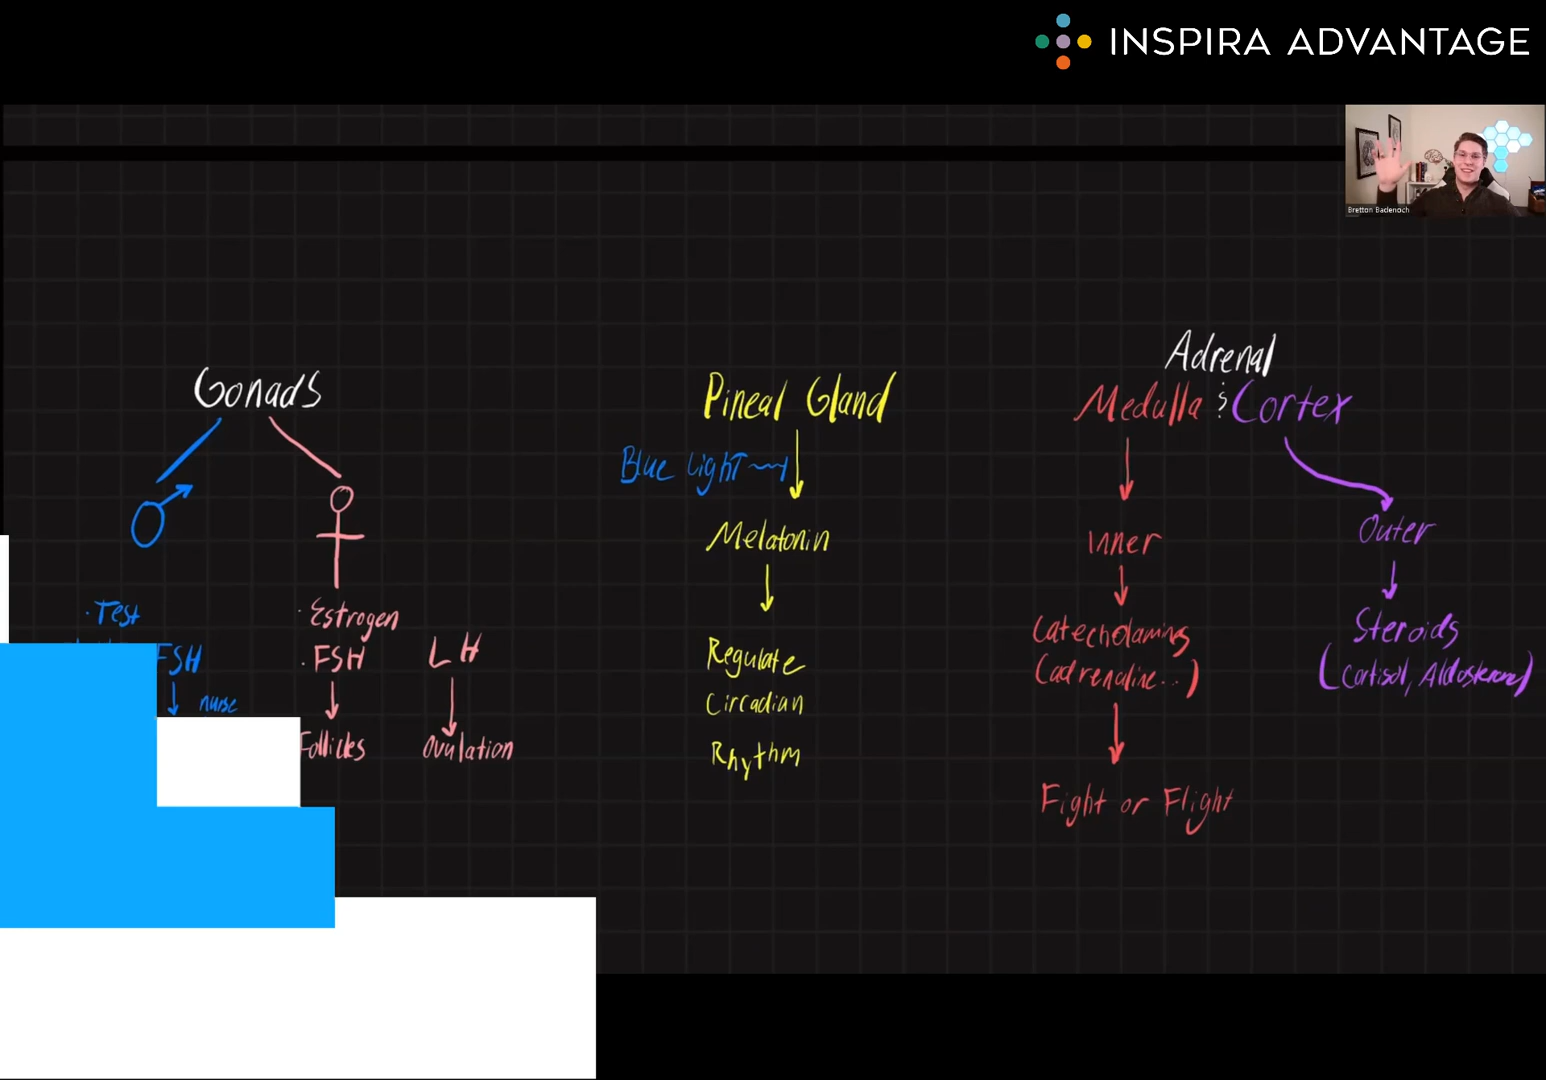 INSPIRA ADVANTAGE
Bretton Badenoch
Gonads
· Test
FSH
nurse
· Estrogen
· FSH
LH
Follicles
Ovulation
Pineal Gland
Blue Light
Melatonin
Regulate
Circadian
Rhythm
Adrenal
Medulla & Cortex
Inner
Catecholamines
(adrenaline...)
Fight or Flight
Outer
Steroids
(Cortisol, Aldosterone)